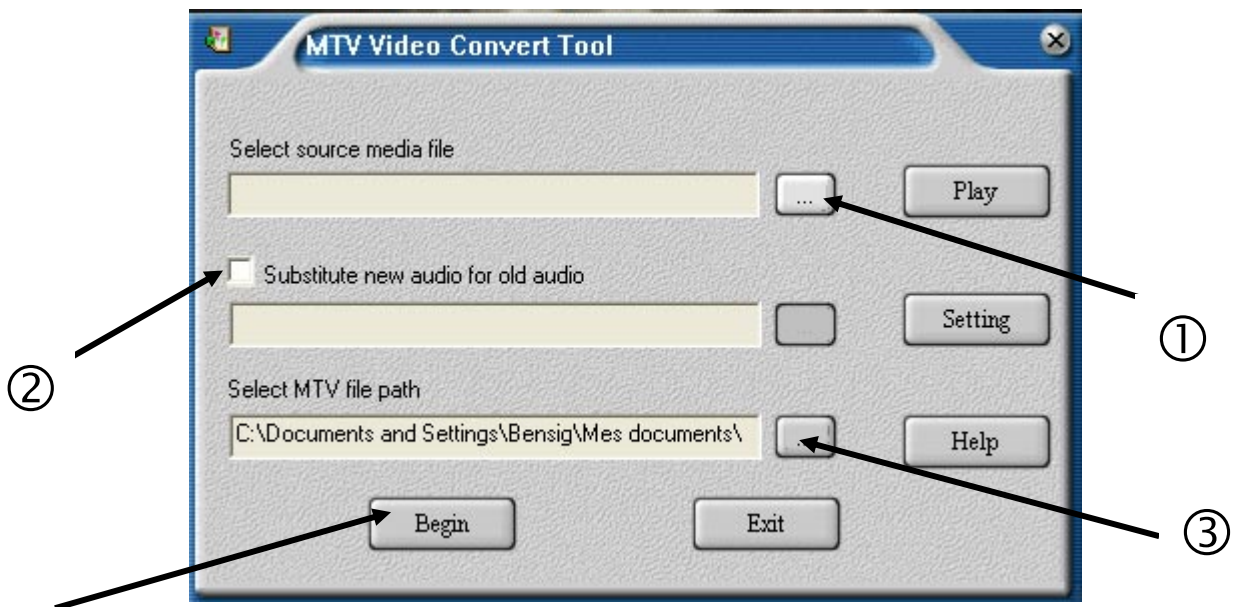 MTV Video Convert Tool
Select source media file
... Play
①
Substitute new audio for old audio
... Setting
②
Select MTV file path
C:\Documents and Settings\Bensig\Mes documents\ ... Help
③
Begin Exit